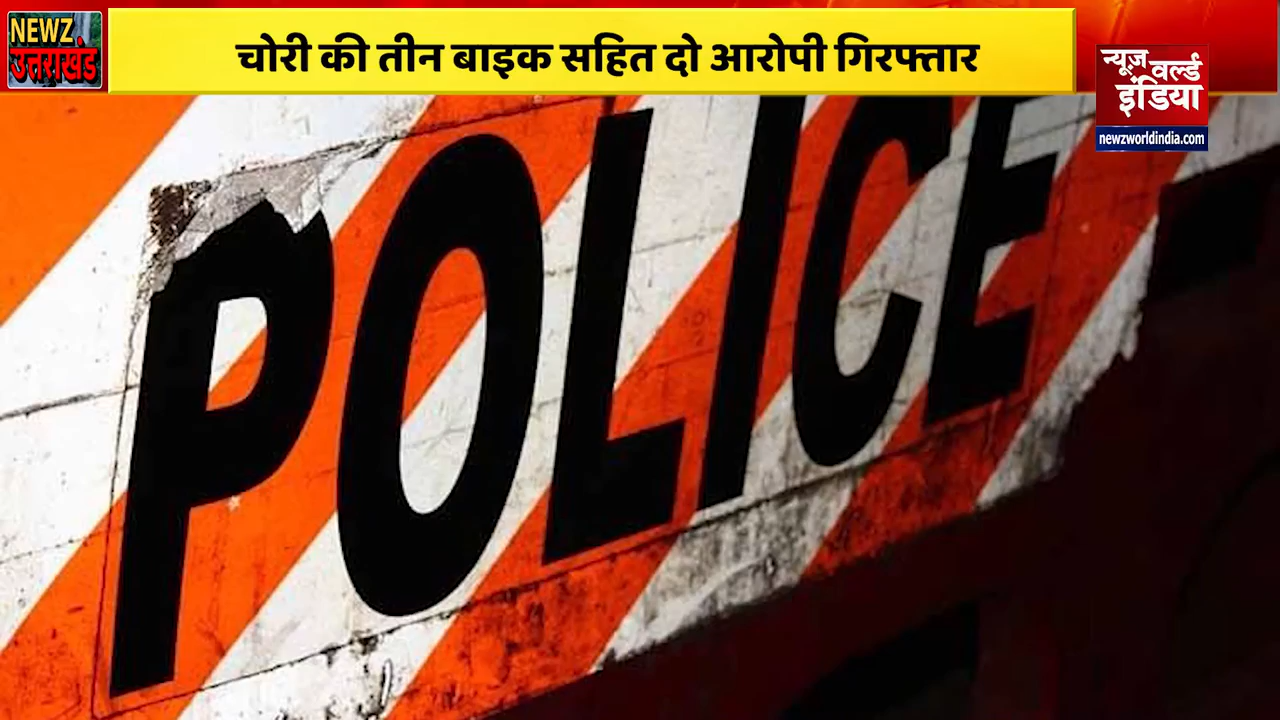 NEWZ
उत्तराखंड
चोरी की तीन बाइक सहित दो आरोपी गिरफ्तार
न्यूज़ वर्ल्ड
इंडिया
newzworldindia.com
POLICE